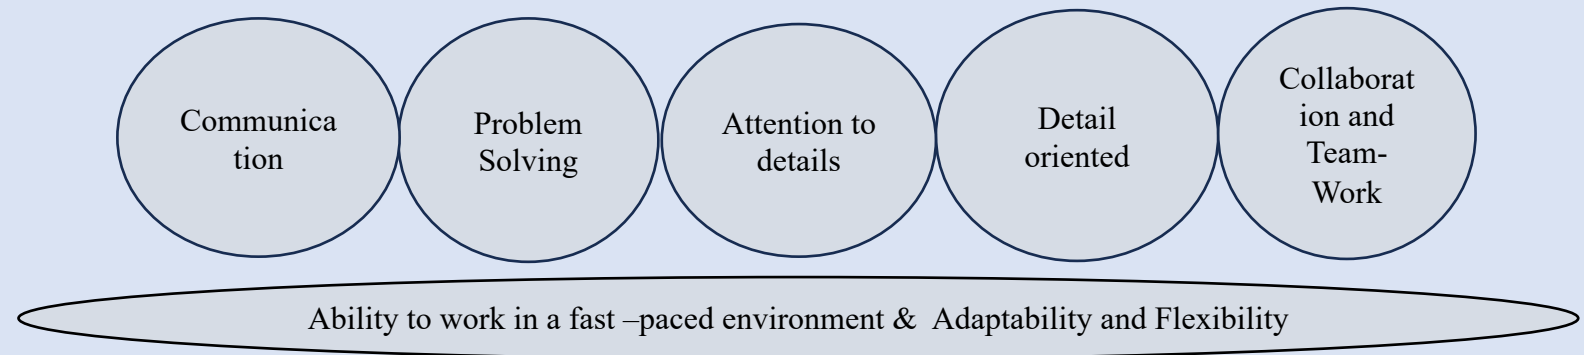 Communica
tion
Problem
Solving
Attention to
details
Detail
oriented
Collaborat
ion and
Team-
Work
Ability to work in a fast –paced environment &  Adaptability and Flexibility